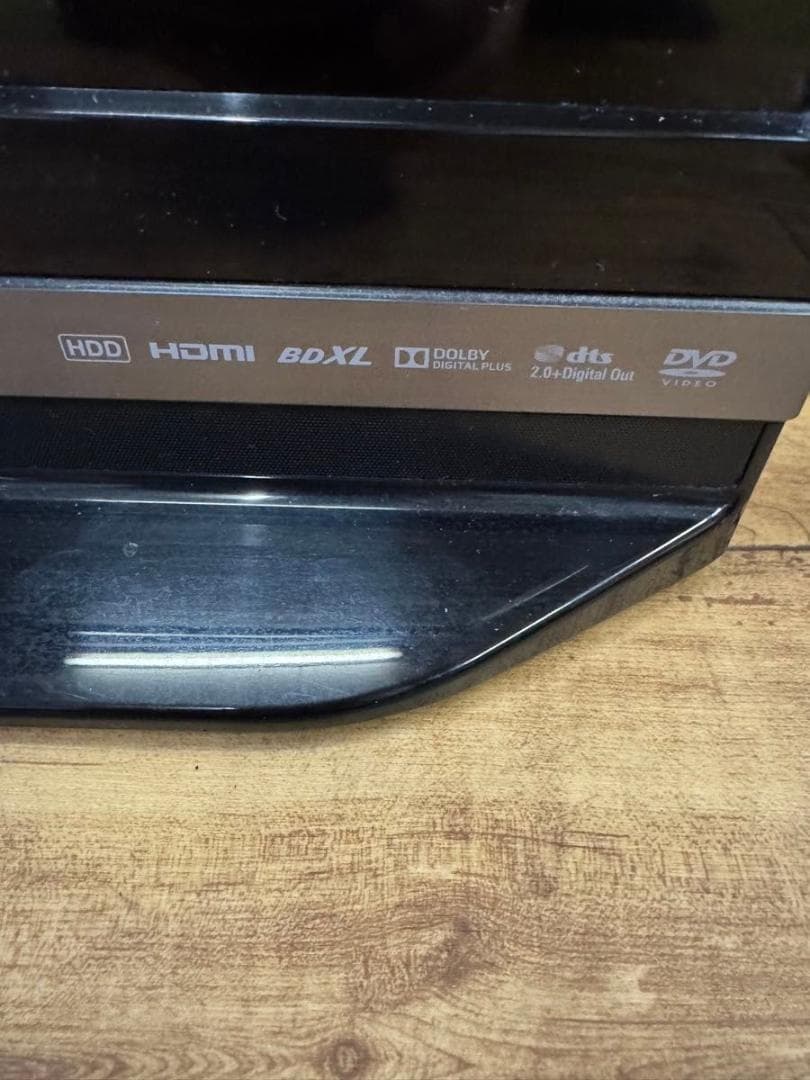 HDD HDMI BDXL DOLBY DIGITAL PLUS dts 2.0+Digital Out DVD VIDEO